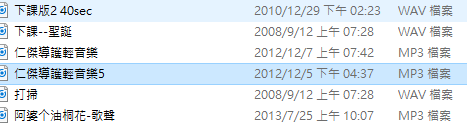 下課版2 40sec 2010/12/29 下午 02:23 WAV 檔案
下課--聖誕 2008/9/12 上午 07:28 WAV 檔案
仁傑導護輕音樂 2012/12/7 上午 07:42 MP3 檔案
仁傑導護輕音樂5 2012/12/5 下午 04:37 MP3 檔案
打掃 2008/9/12 上午 07:28 WAV 檔案
阿婆个油桐花-歌聲 2013/7/25 上午 10:07 MP3 檔案